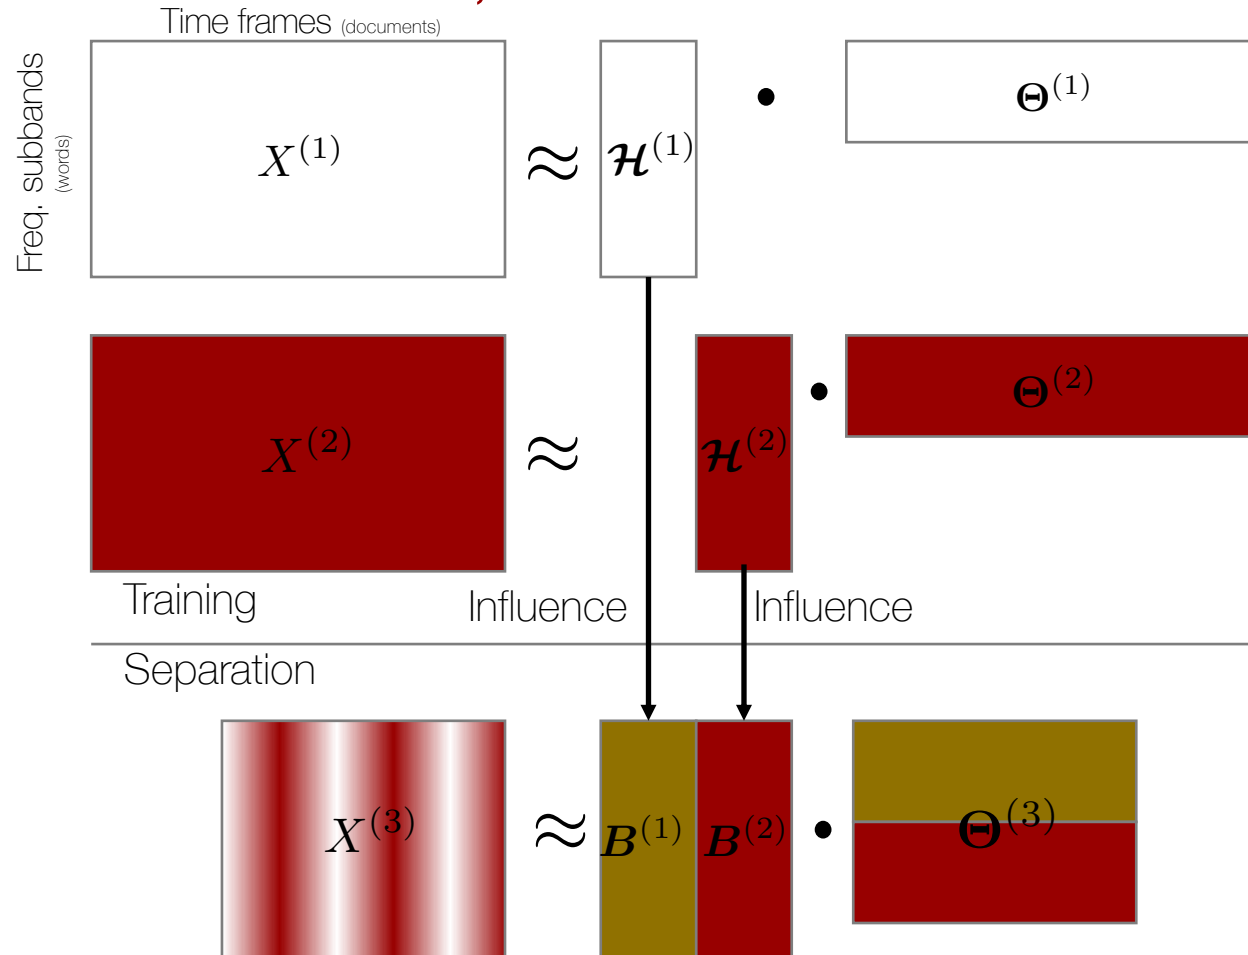 Time frames (documents)
Freq. subbands
(words)
X^{(1)} ≈ 𝓗^{(1)} • Θ^{(1)}
X^{(2)} ≈ 𝓗^{(2)} • Θ^{(2)}
Training Influence Influence
Separation
X^{(3)} ≈ B^{(1)} B^{(2)} • Θ^{(3)}